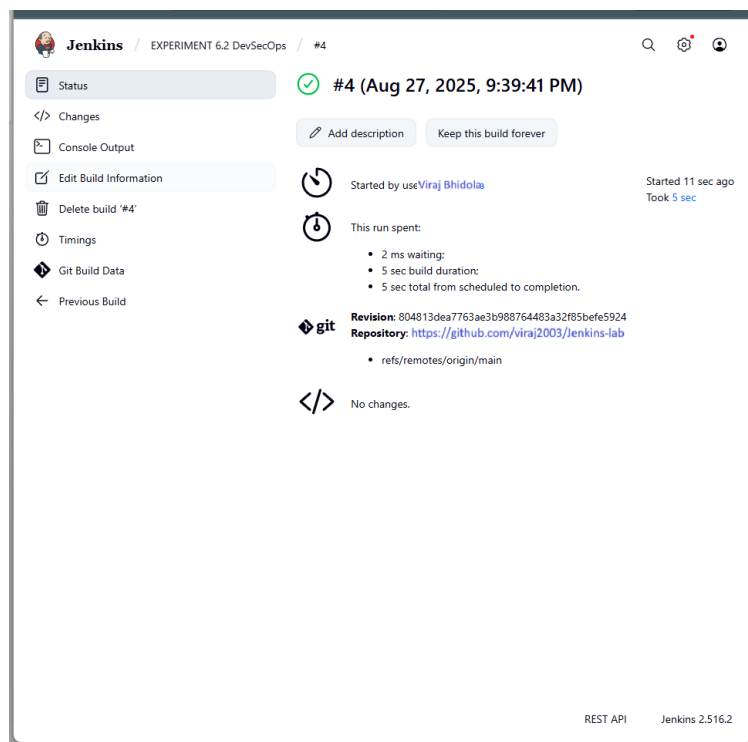 Jenkins / EXPERIMENT 6.2 DevSecOps / #4
Status
Changes
Console Output
Edit Build Information
Delete build '#4'
Timings
Git Build Data
Previous Build
#4 (Aug 27, 2025, 9:39:41 PM)
Add description
Keep this build forever
Started by use Viraj Bhidola
Started 11 sec ago
Took 5 sec
This run spent:
• 2 ms waiting;
• 5 sec build duration;
• 5 sec total from scheduled to completion.
git
Revision: 804813dea7763ae3b988764483a32f85befe5924
Repository: https://github.com/viraj2003/Jenkins-lab
• refs/remotes/origin/main
</> No changes.
REST API
Jenkins 2.516.2